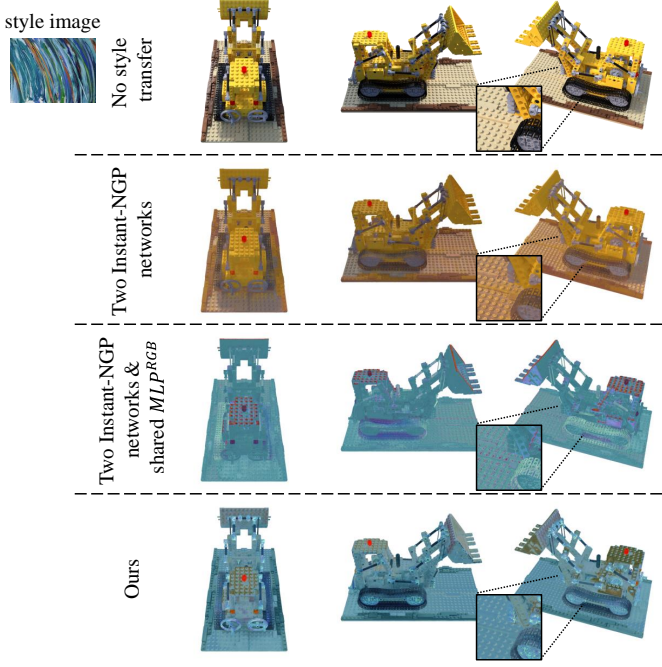 style image
No style
transfer
Two Instant-NGP
networks
Two Instant-NGP
networks &
shared MLP^RGB
Ours